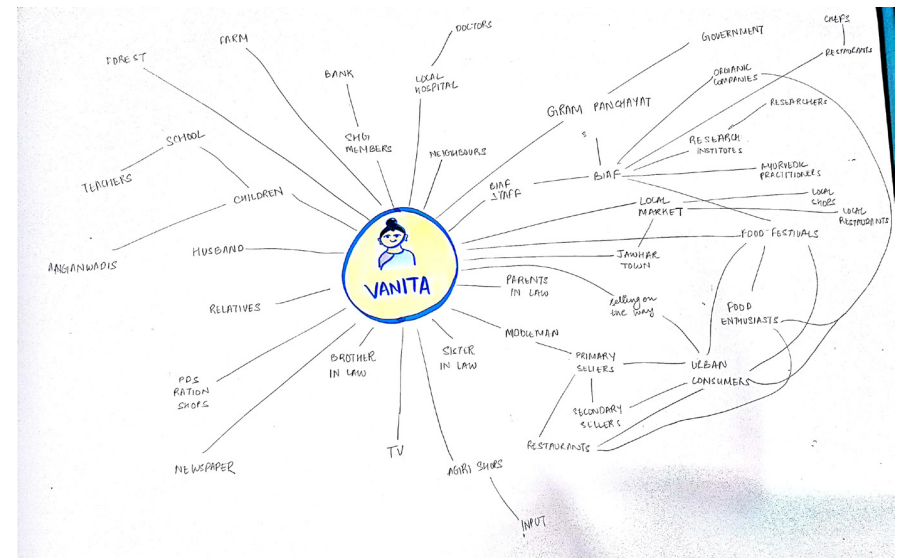 CHEFS
DOCTORS
GOVERNMENT
FARM
RESTAURANTS
FOREST
BANK
LOCAL
HOSPITAL
ORGANIC
COMPANIES
GRAM PANCHAYAT
RESEARCHERS
SCHOOL
SHG
MEMBERS
NEIGHBOURS
RESEARCH
INSTITUTES
TEACHERS
BIAF
STAFF
BIAF
AYURVEDIC
PRACTITIONERS
CHILDREN
LOCAL
MARKET
LOCAL
SHOPS
LOCAL
RESTAURANTS
FOOD-FESTIVALS
ANGANWADIS
HUSBAND
JAWHAR
TOWN
VANITA
PARENTS
IN LAW
RELATIVES
selling on
the way
FOOD
ENTHUSIASTS
MIDDLEMAN
BROTHER
IN LAW
SISTER
IN LAW
PRIMARY
SELLERS
URBAN
CONSUMERS
PDS
RATION
SHOPS
SECONDARY
SELLERS
RESTAURANTS
TV
NEWSPAPER
AGRI SHOPS
INPUT